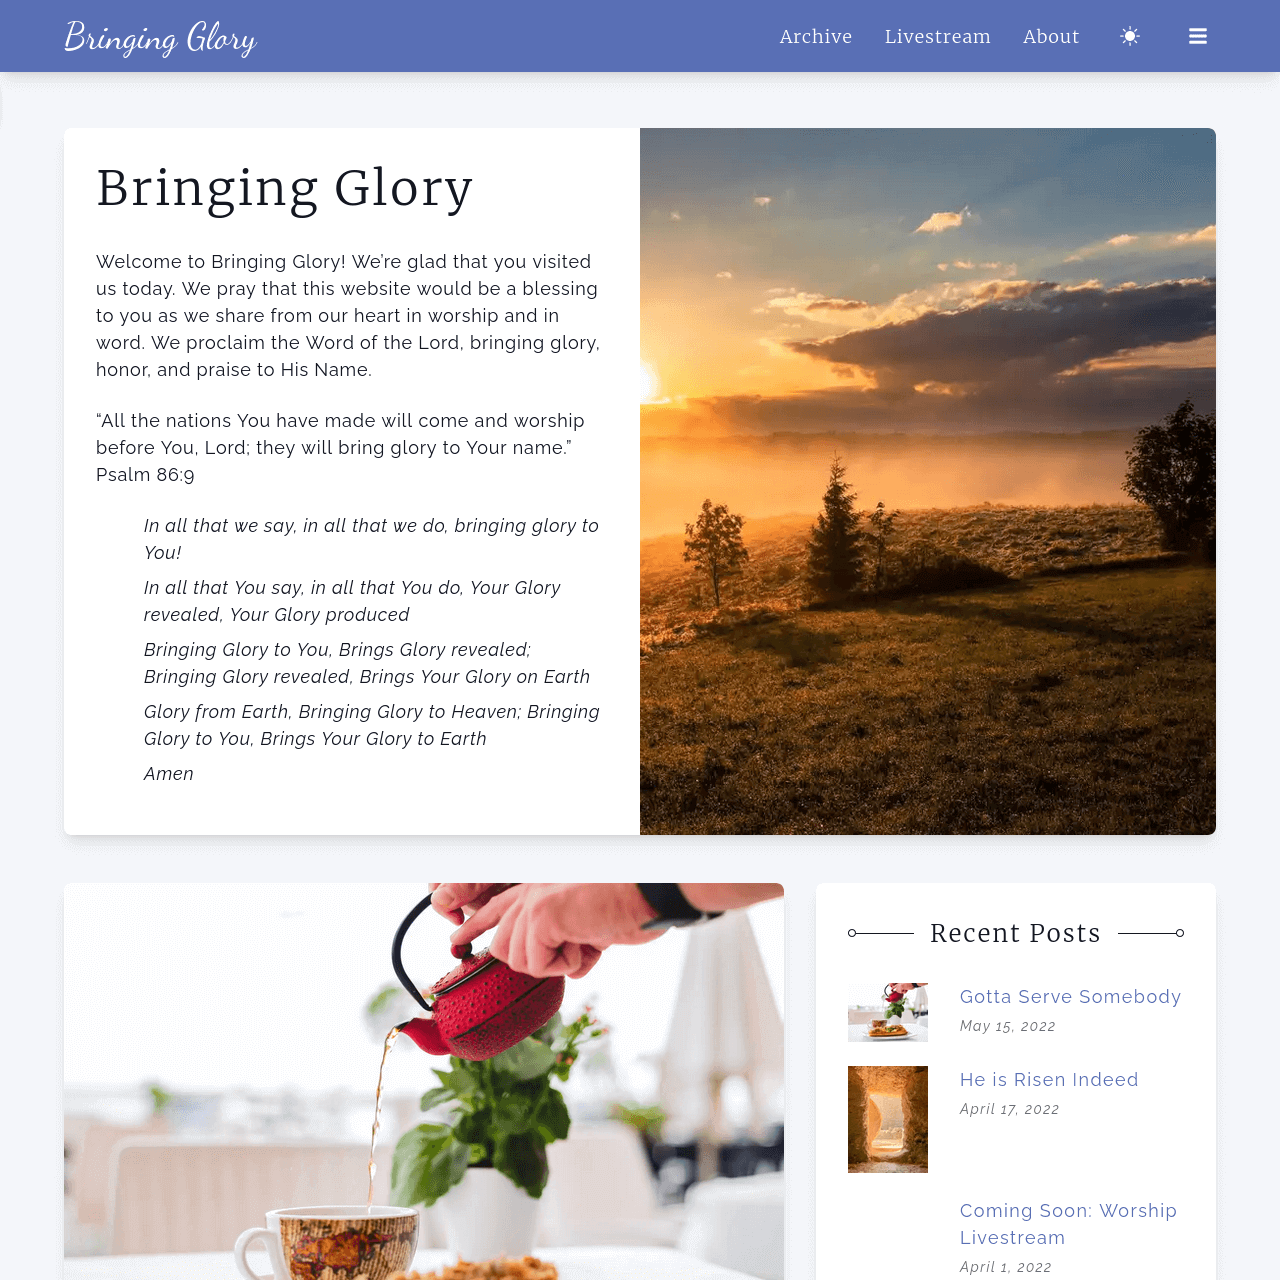 Bringing Glory
Archive Livestream About
Bringing Glory
Welcome to Bringing Glory! We’re glad that you visited
us today. We pray that this website would be a blessing
to you as we share from our heart in worship and in
word. We proclaim the Word of the Lord, bringing glory,
honor, and praise to His Name.
“All the nations You have made will come and worship
before You, Lord; they will bring glory to Your name.”
Psalm 86:9
In all that we say, in all that we do, bringing glory to
You!
In all that You say, in all that You do, Your Glory
revealed, Your Glory produced
Bringing Glory to You, Brings Glory revealed;
Bringing Glory revealed, Brings Your Glory on Earth
Glory from Earth, Bringing Glory to Heaven; Bringing
Glory to You, Brings Your Glory to Earth
Amen
Recent Posts
Gotta Serve Somebody
May 15, 2022
He is Risen Indeed
April 17, 2022
Coming Soon: Worship
Livestream
April 1, 2022